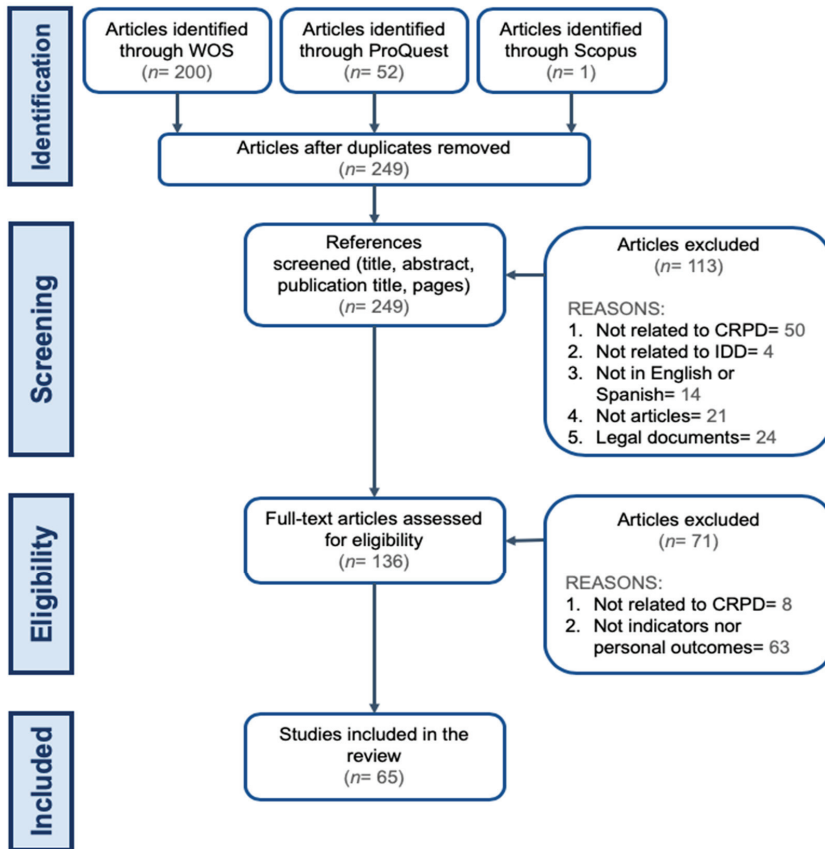 Identification
Articles identified
through WOS
(n= 200)
Articles identified
through ProQuest
(n= 52)
Articles identified
through Scopus
(n= 1)
Articles after duplicates removed
(n= 249)
Screening
References
screened (title, abstract,
publication title, pages)
(n= 249)
Articles excluded
(n= 113)
REASONS:
1. Not related to CRPD= 50
2. Not related to IDD= 4
3. Not in English or
Spanish= 14
4. Not articles= 21
5. Legal documents= 24
Eligibility
Full-text articles assessed
for eligibility
(n= 136)
Articles excluded
(n= 71)
REASONS:
1. Not related to CRPD= 8
2. Not indicators nor
personal outcomes= 63
Included
Studies included in the
review
(n= 65)